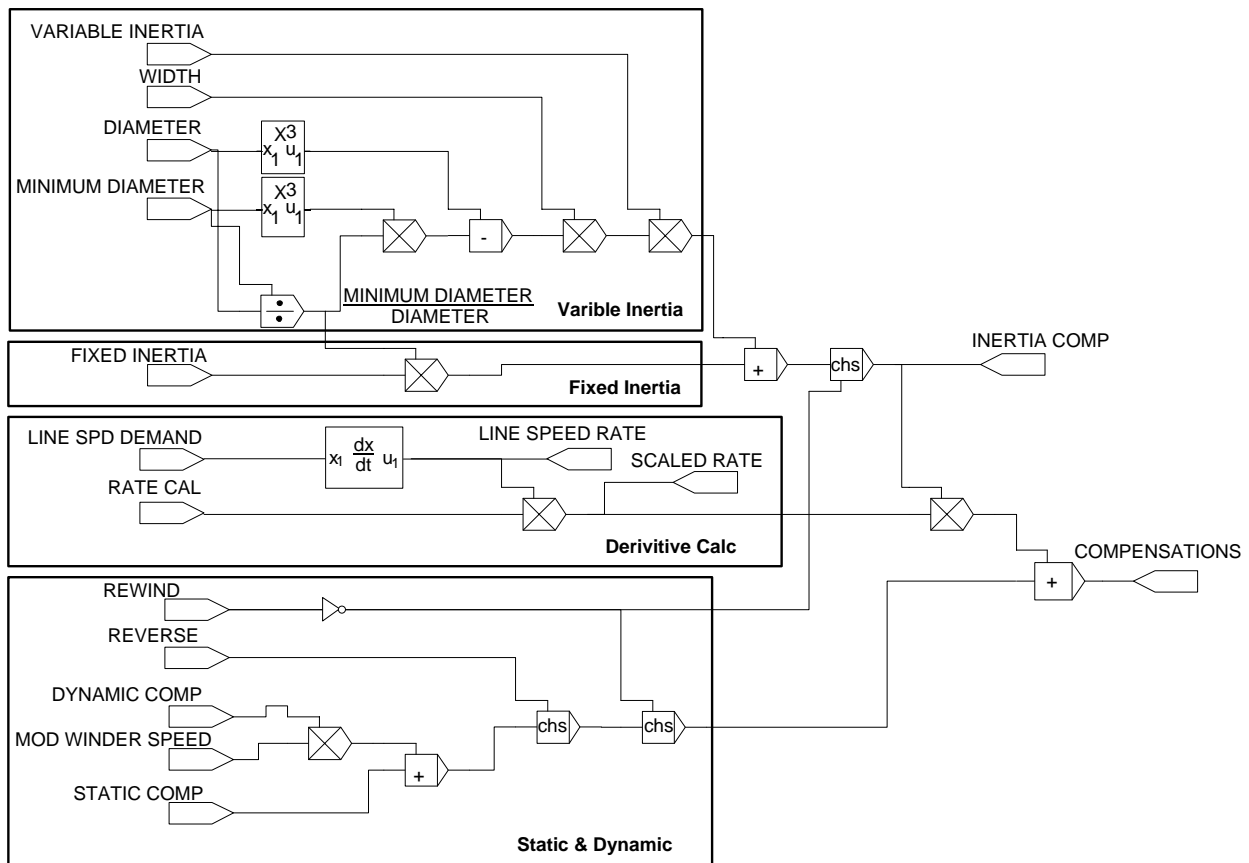 VARIABLE INERTIA
WIDTH
DIAMETER
X3
x1 u1
MINIMUM DIAMETER
X3
x1 u1
-
÷
MINIMUM DIAMETER
DIAMETER
Varible Inertia
FIXED INERTIA
Fixed Inertia
+
chs
INERTIA COMP
LINE SPD DEMAND
x1 dx/dt u1
LINE SPEED RATE
SCALED RATE
RATE CAL
Derivitive Calc
COMPENSATIONS
+
REWIND
REVERSE
DYNAMIC COMP
chs
chs
MOD WINDER SPEED
+
STATIC COMP
Static & Dynamic